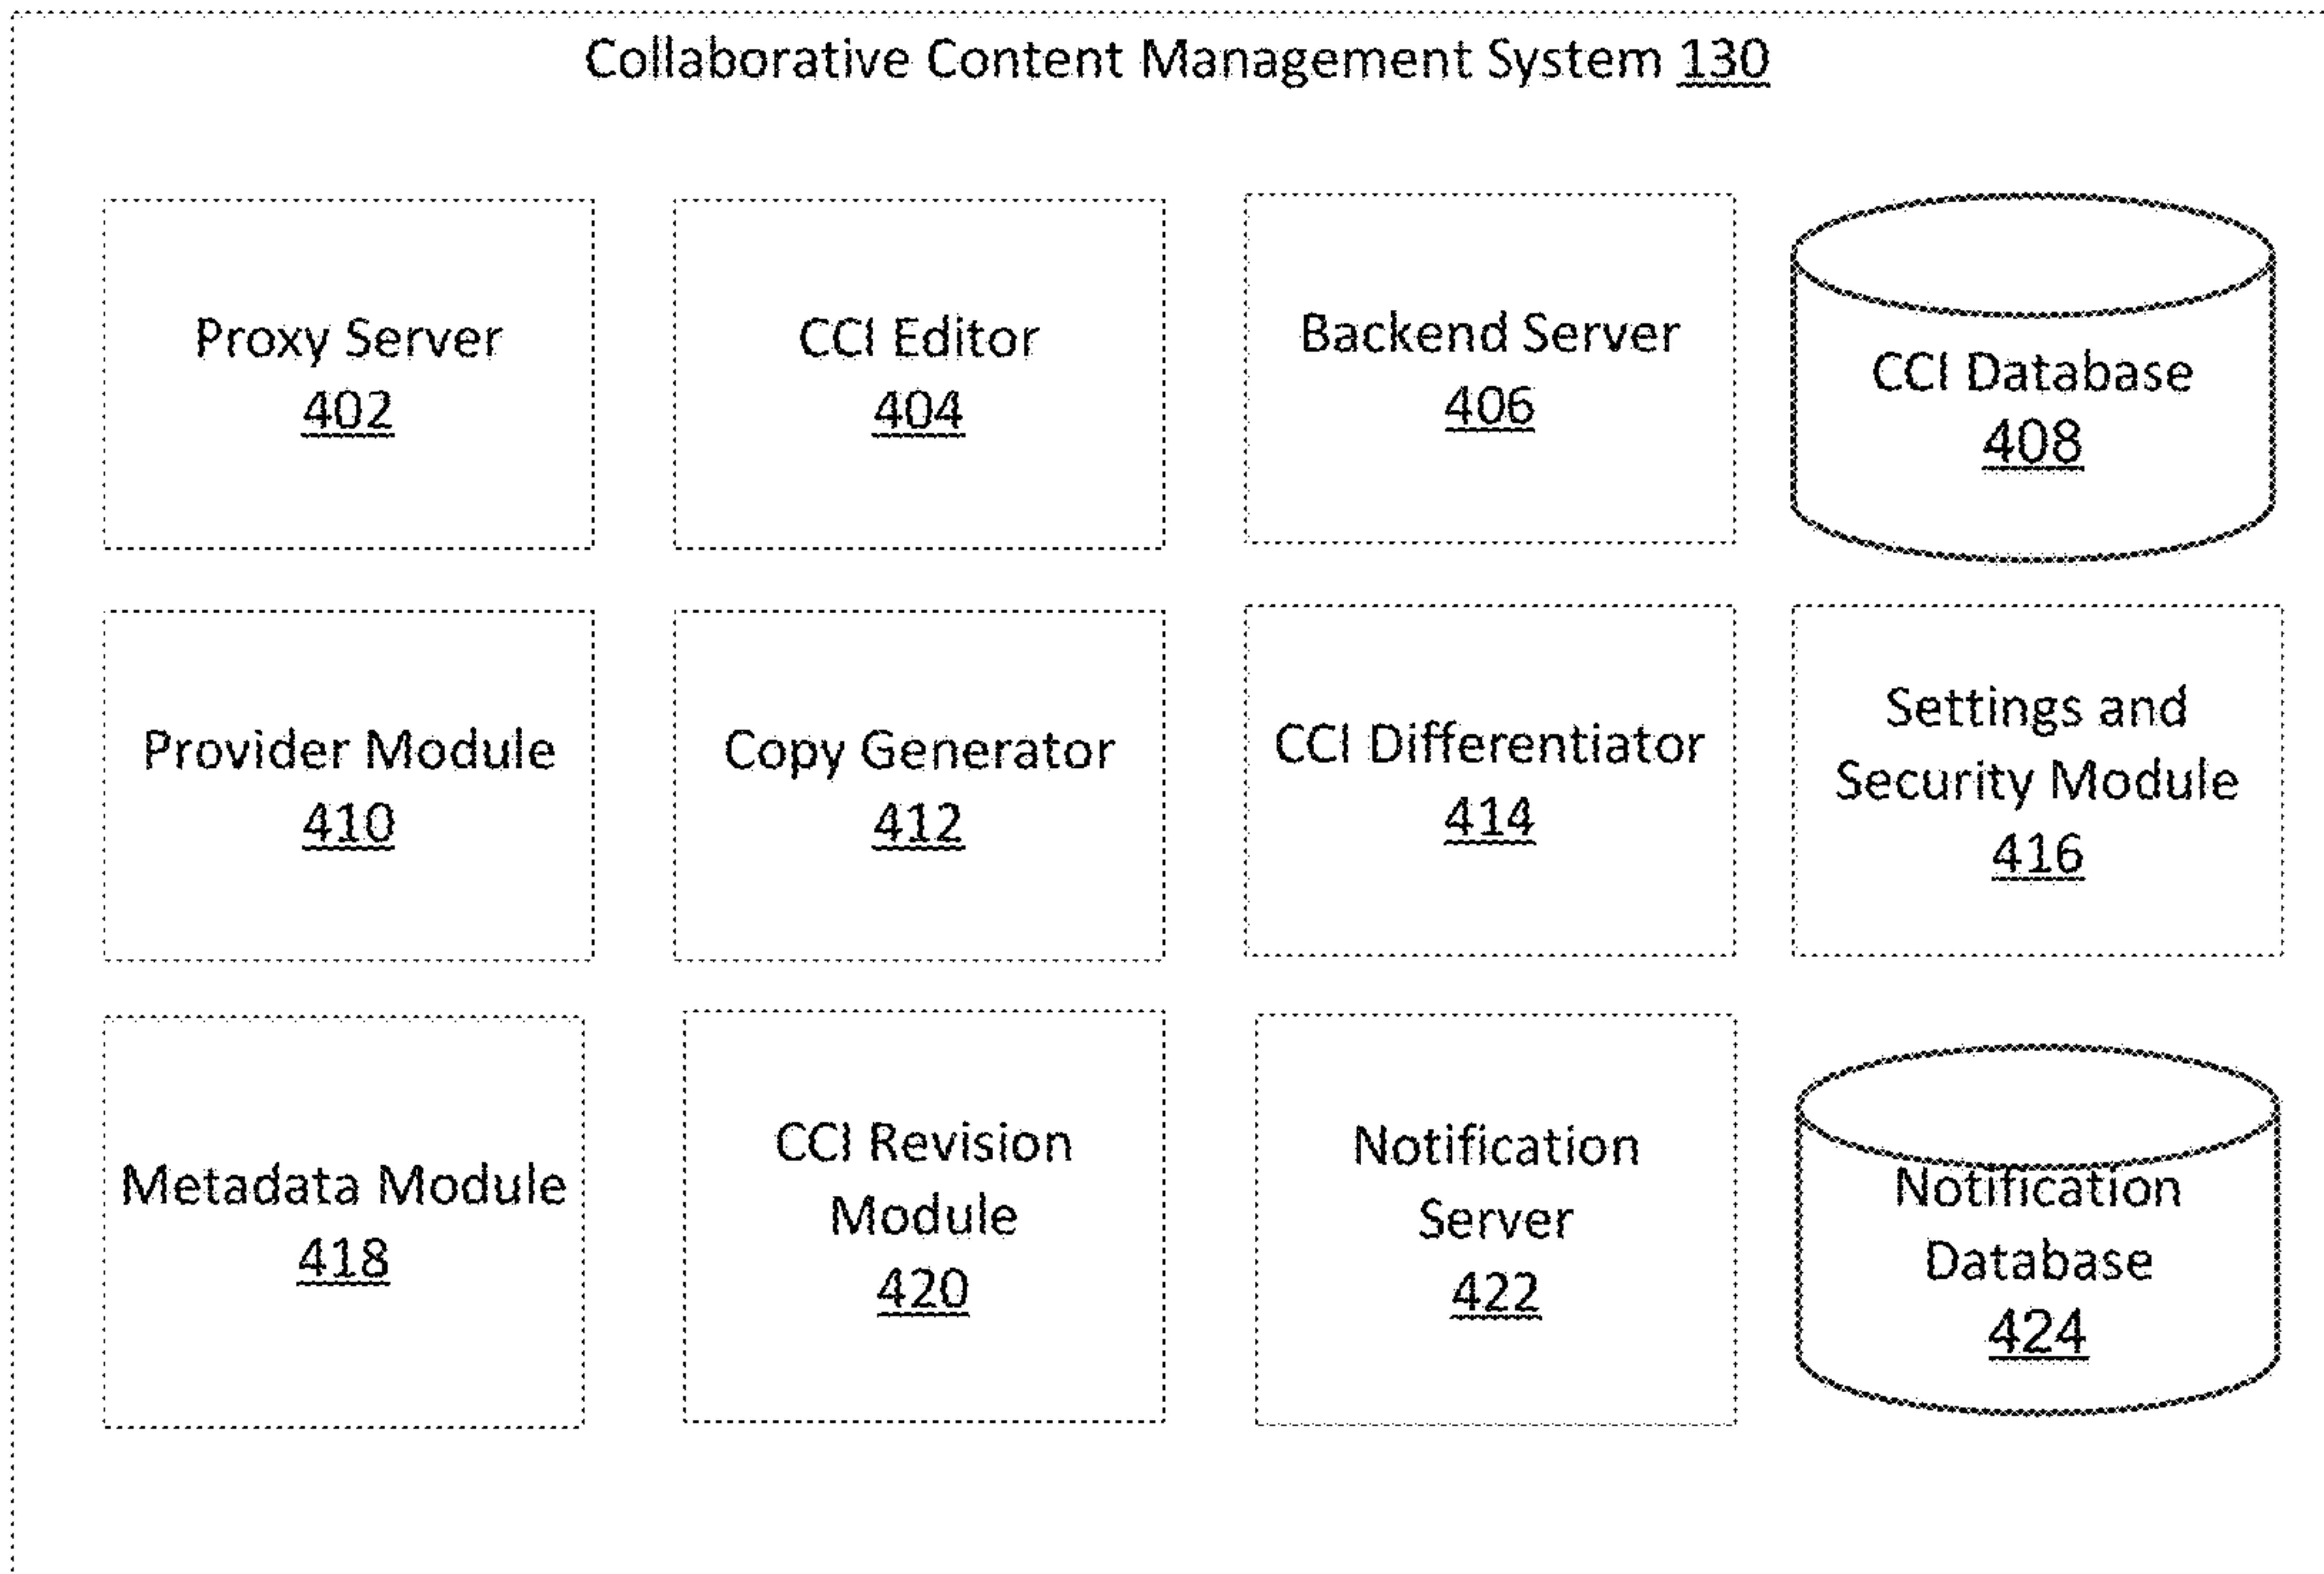 Collaborative Content Management System 130
Proxy Server
402
CCI Editor
404
Backend Server
406
CCI Database
408
Provider Module
410
Copy Generator
412
CCI Differentiator
414
Settings and
Security Module
416
Metadata Module
418
CCI Revision
Module
420
Notification
Server
422
Notification
Database
424